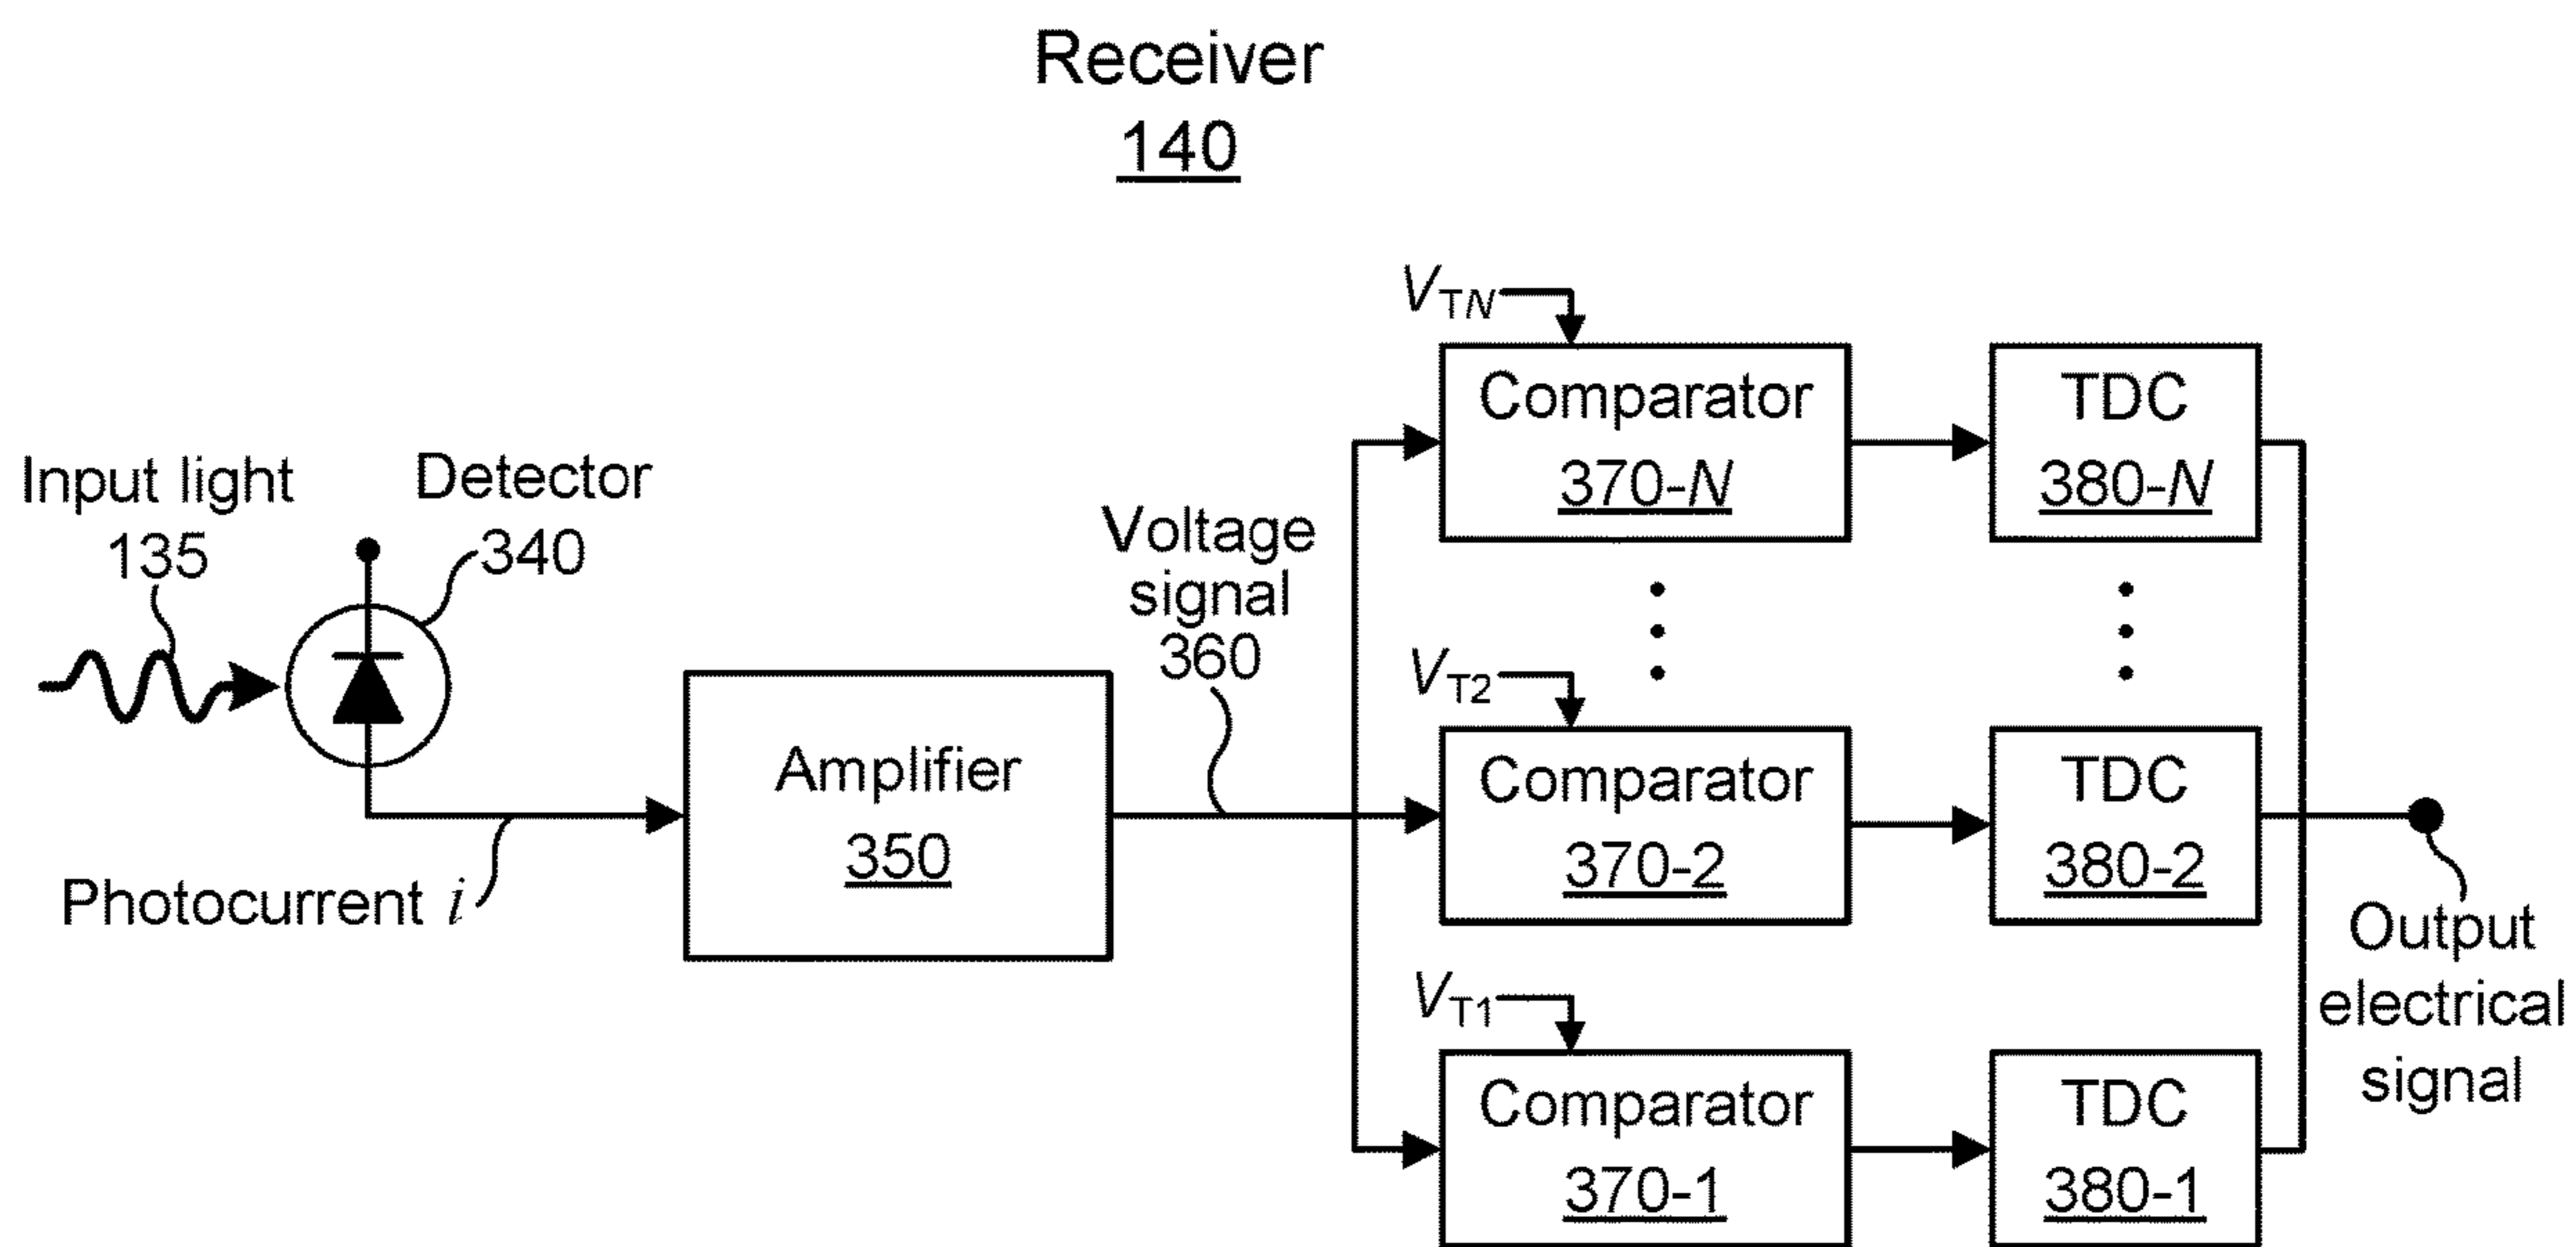 Receiver
140
Input light
135
Detector
340
Photocurrent i
Amplifier
350
Voltage
signal
360
VTN
Comparator
370-N
TDC
380-N
VT2
Comparator
370-2
TDC
380-2
VT1
Comparator
370-1
TDC
380-1
Output
electrical
signal